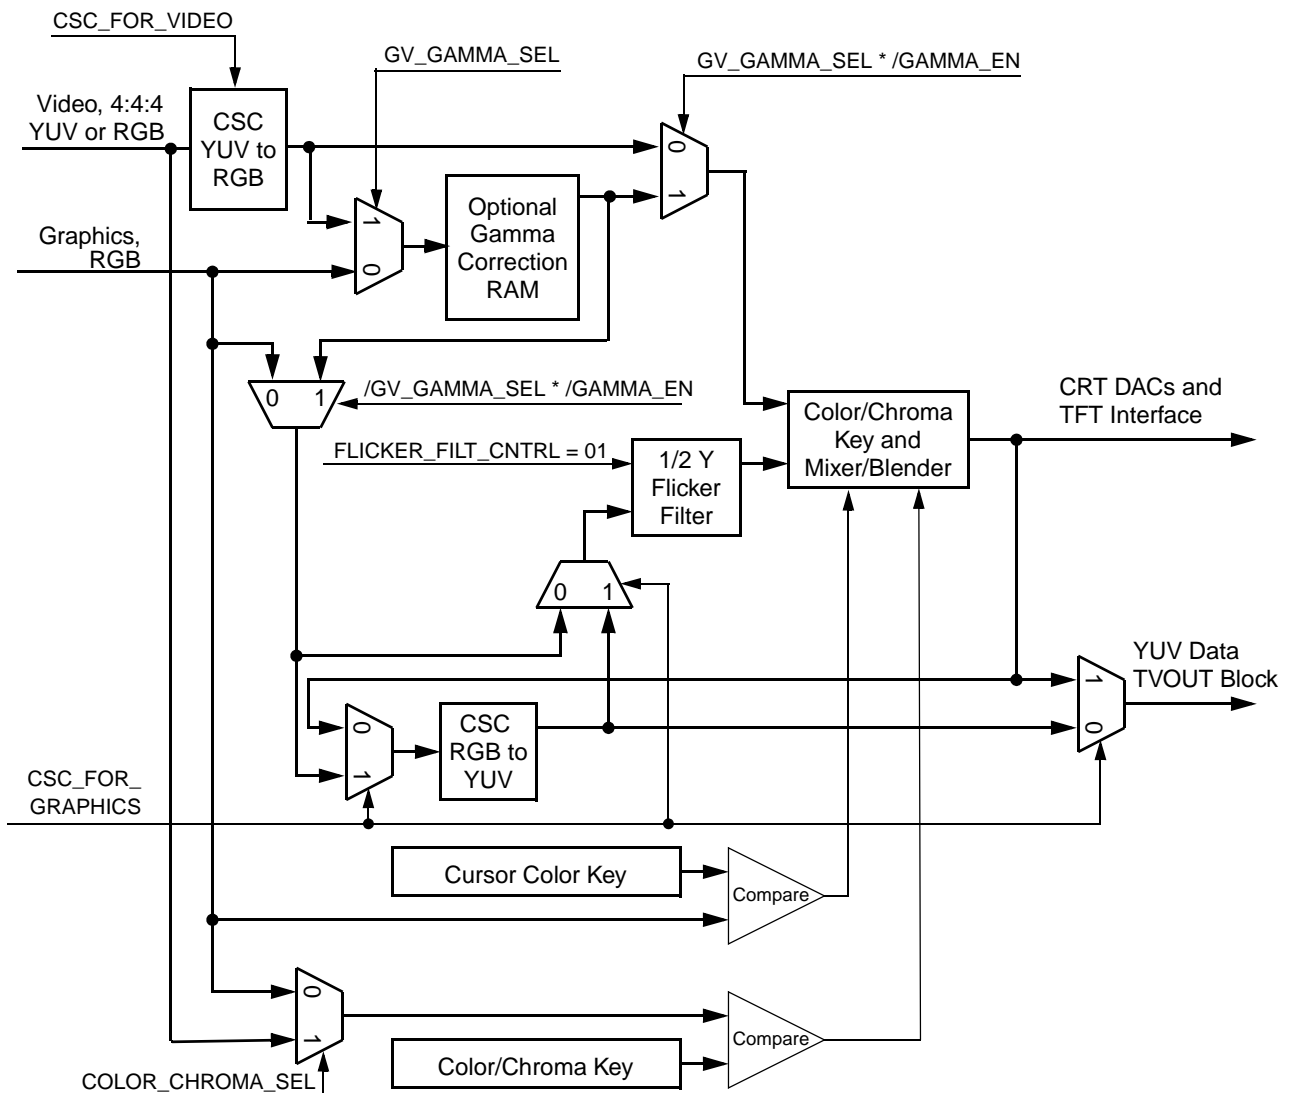 CSC_FOR_VIDEO
GV_GAMMA_SEL
GV_GAMMA_SEL * /GAMMA_EN
Video, 4:4:4
YUV or RGB
CSC
YUV to
RGB
0
1
1
0
Optional
Gamma
Correction
RAM
Graphics,
RGB
0 1
/GV_GAMMA_SEL * /GAMMA_EN
Color/Chroma
Key and
Mixer/Blender
CRT DACs and
TFT Interface
FLICKER_FILT_CNTRL = 01
1/2 Y
Flicker
Filter
0 1
YUV Data
TVOUT Block
1
0
0
1
CSC
RGB to
YUV
CSC_FOR_
GRAPHICS
Cursor Color Key
Compare
0
1
Compare
Color/Chroma Key
COLOR_CHROMA_SEL